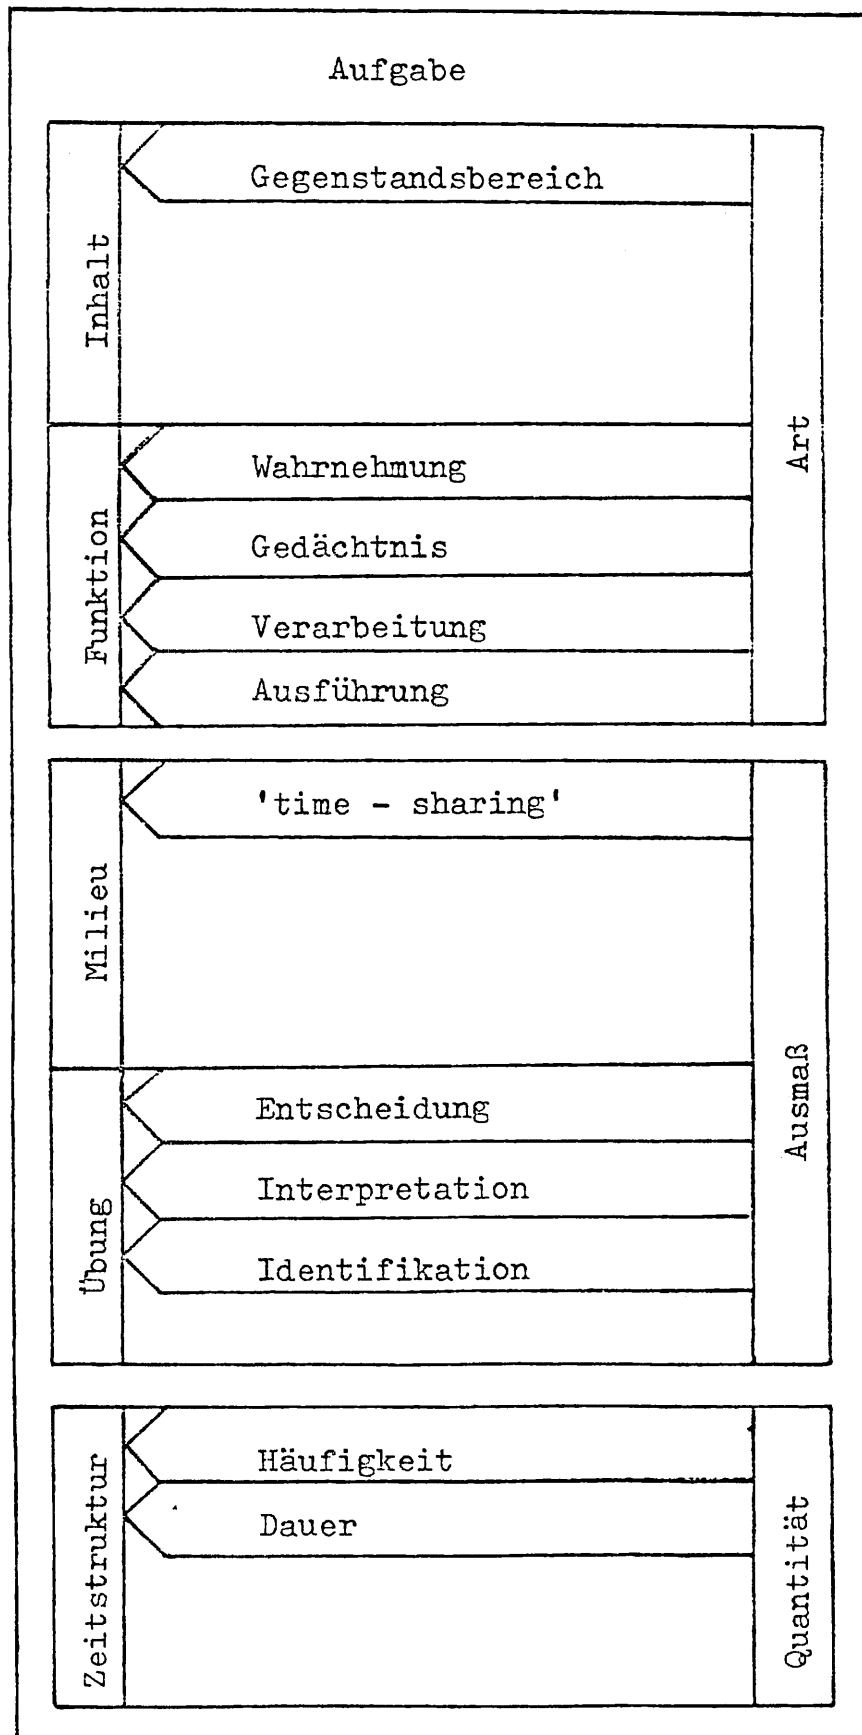 Aufgabe
Inhalt
Gegenstandsbereich
Art
Funktion
Wahrnehmung
Gedächtnis
Verarbeitung
Ausführung
Milieu
'time - sharing'
Ausmaß
Übung
Entscheidung
Interpretation
Identifikation
Zeitstruktur
Häufigkeit
Dauer
Quantität